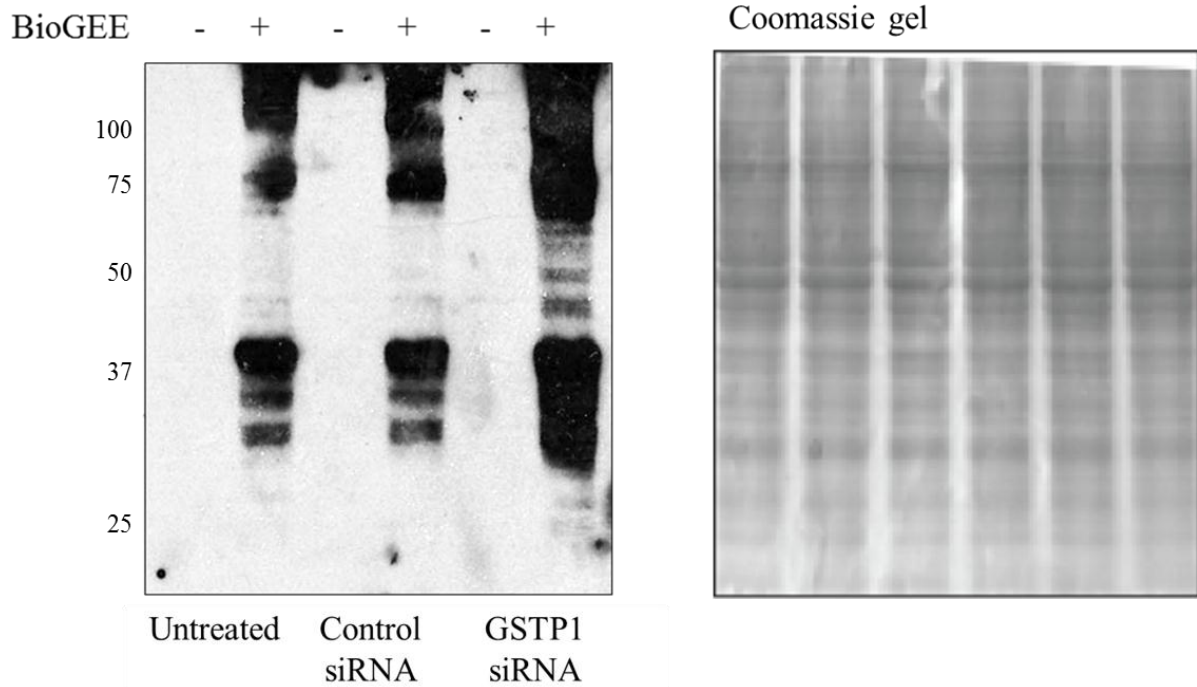 BioGEE - + - + - +
Coomassie gel
100
75
50
37
25
Untreated Control siRNA GSTP1 siRNA